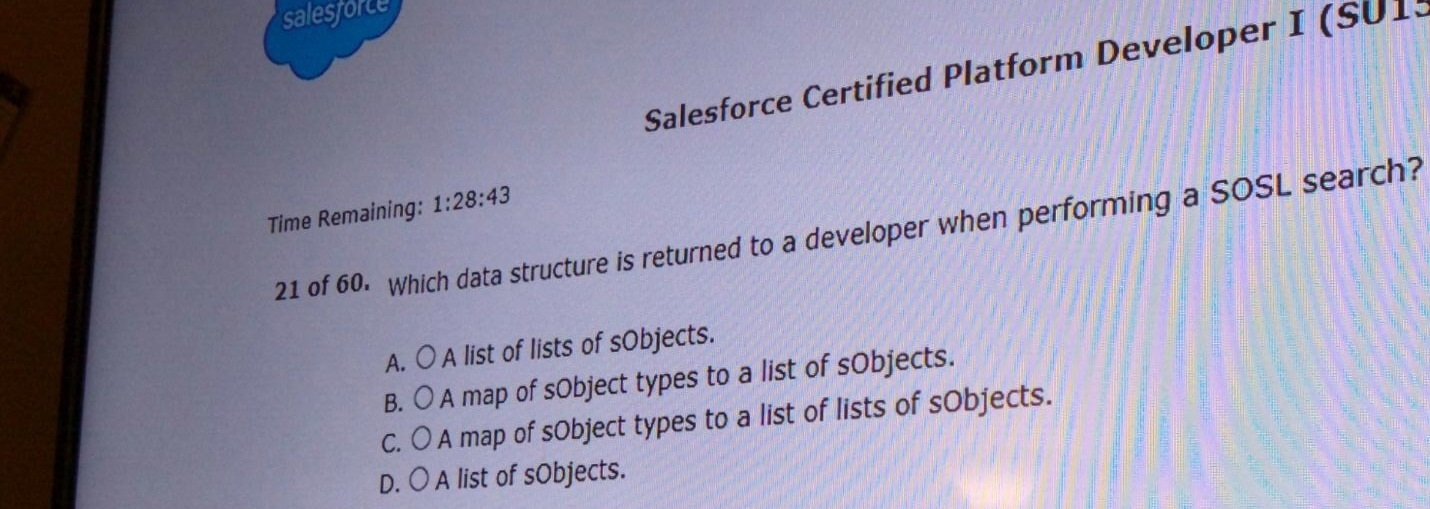 salesforce
Salesforce Certified Platform Developer I (SU15
Time Remaining: 1:28:43
21 of 60. Which data structure is returned to a developer when performing a SOSL search?
A. A list of lists of sObjects.
B. A map of sObject types to a list of sObjects.
C. A map of sObject types to a list of lists of sObjects.
D. A list of sObjects.